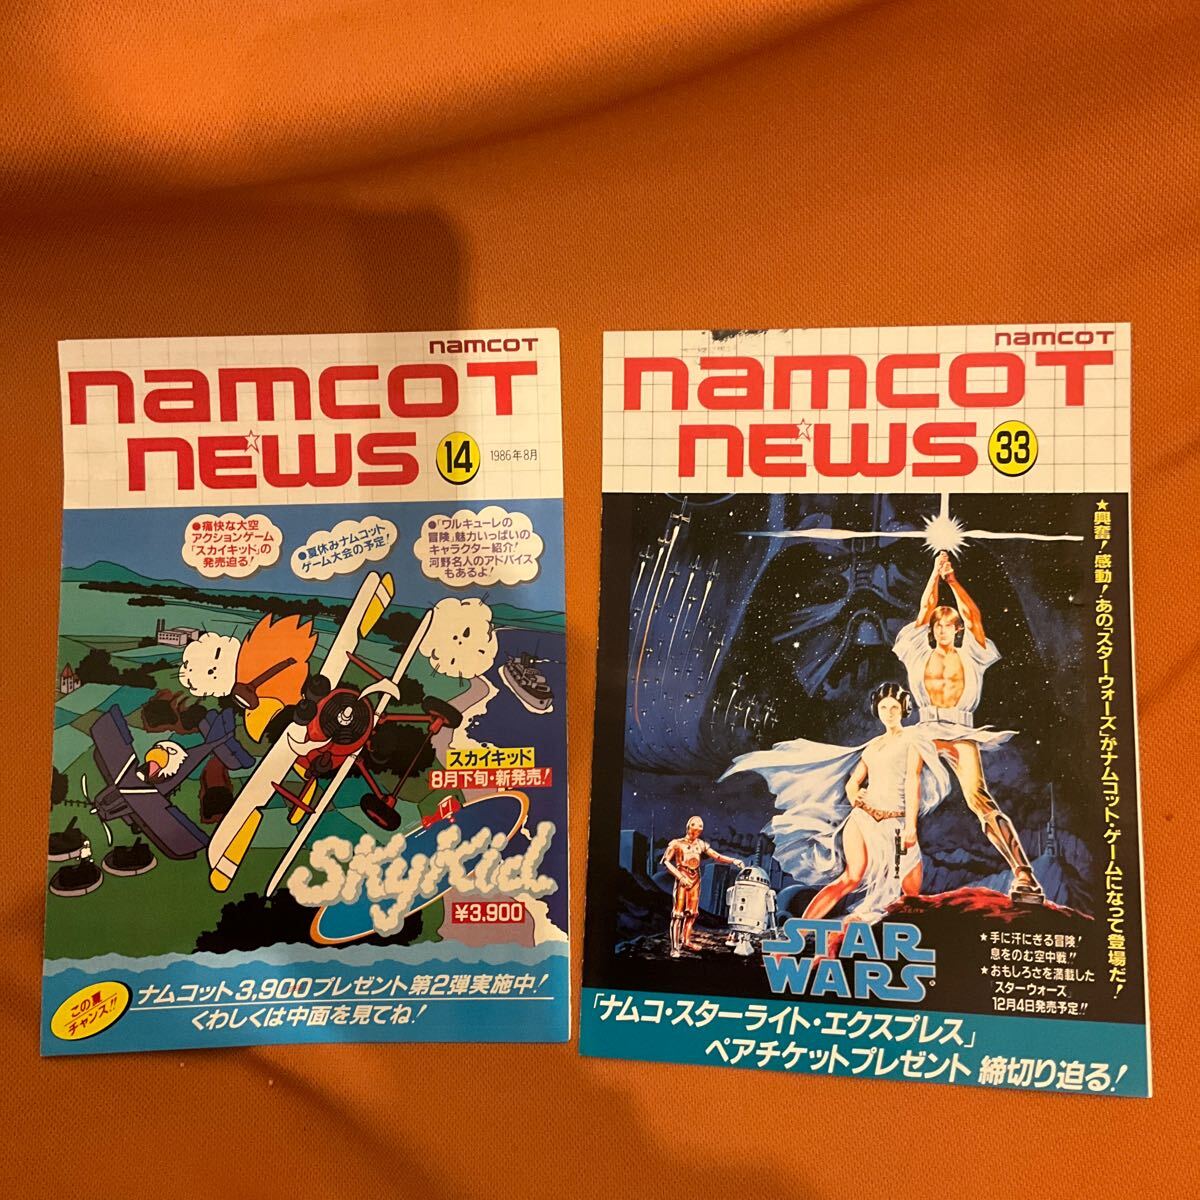 namcot
namcot
NEWS
14
1986年8月
●痛快な大空
アクションゲーム
「スカイキッド」の
発売迫る!
●夏休みナムコット
ゲーム大会の予定!
●「ワルキューレの
冒険」魅力いっぱいの
キャラクター紹介!
河野名人のアドバイス
もあるよ!
スカイキッド
8月下旬・新発売!
SkyKid
¥3,900
この夏
チャンス!!
ナムコット3,900プレゼント 第2弾実施中!
くわしくは中面を見てね!
namcot
namcot
NEWS
33
★興奮!感動!あの「スターウォーズ」がナムコット・ゲームになって登場だ!
STAR
WARS
★手に汗にぎる冒険!
息をのむ空中戦!!
★おもしろさを満載した
「スターウォーズ」
12月4日発売予定!!
「ナムコ・スターライト・エクスプレス」
ペアチケットプレゼント 締切り迫る!